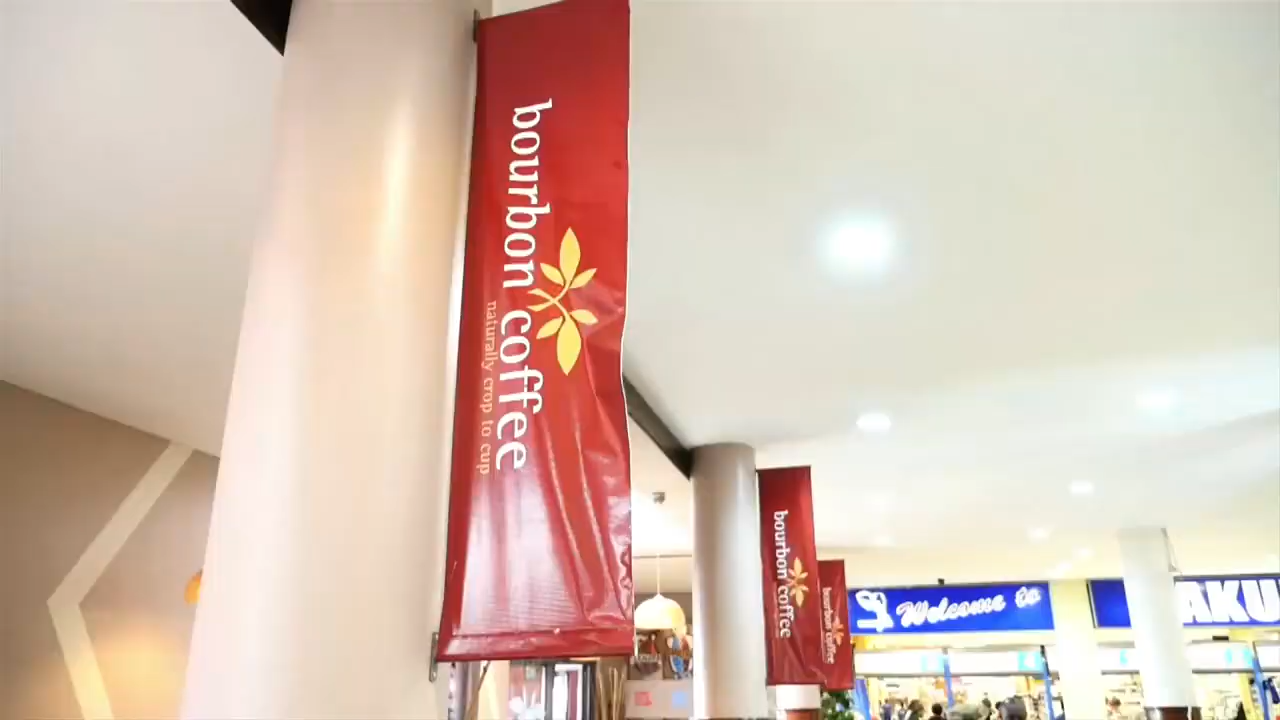 bourbon coffee
naturally crop to cup
bourbon coffee
bourbon coffee
Welcome to
AKU